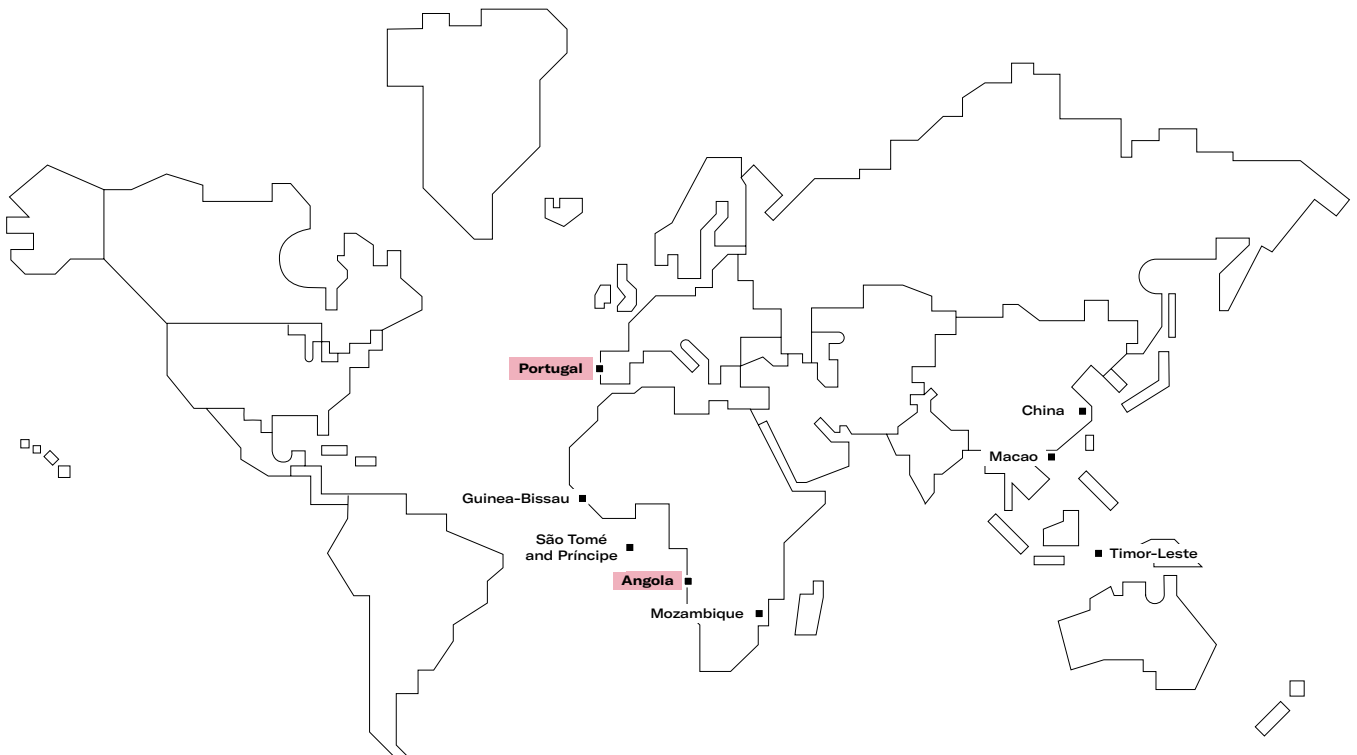 Portugal
China
Macao
Guinea-Bissau
São Tomé
and Príncipe
Timor-Leste
Angola
Mozambique